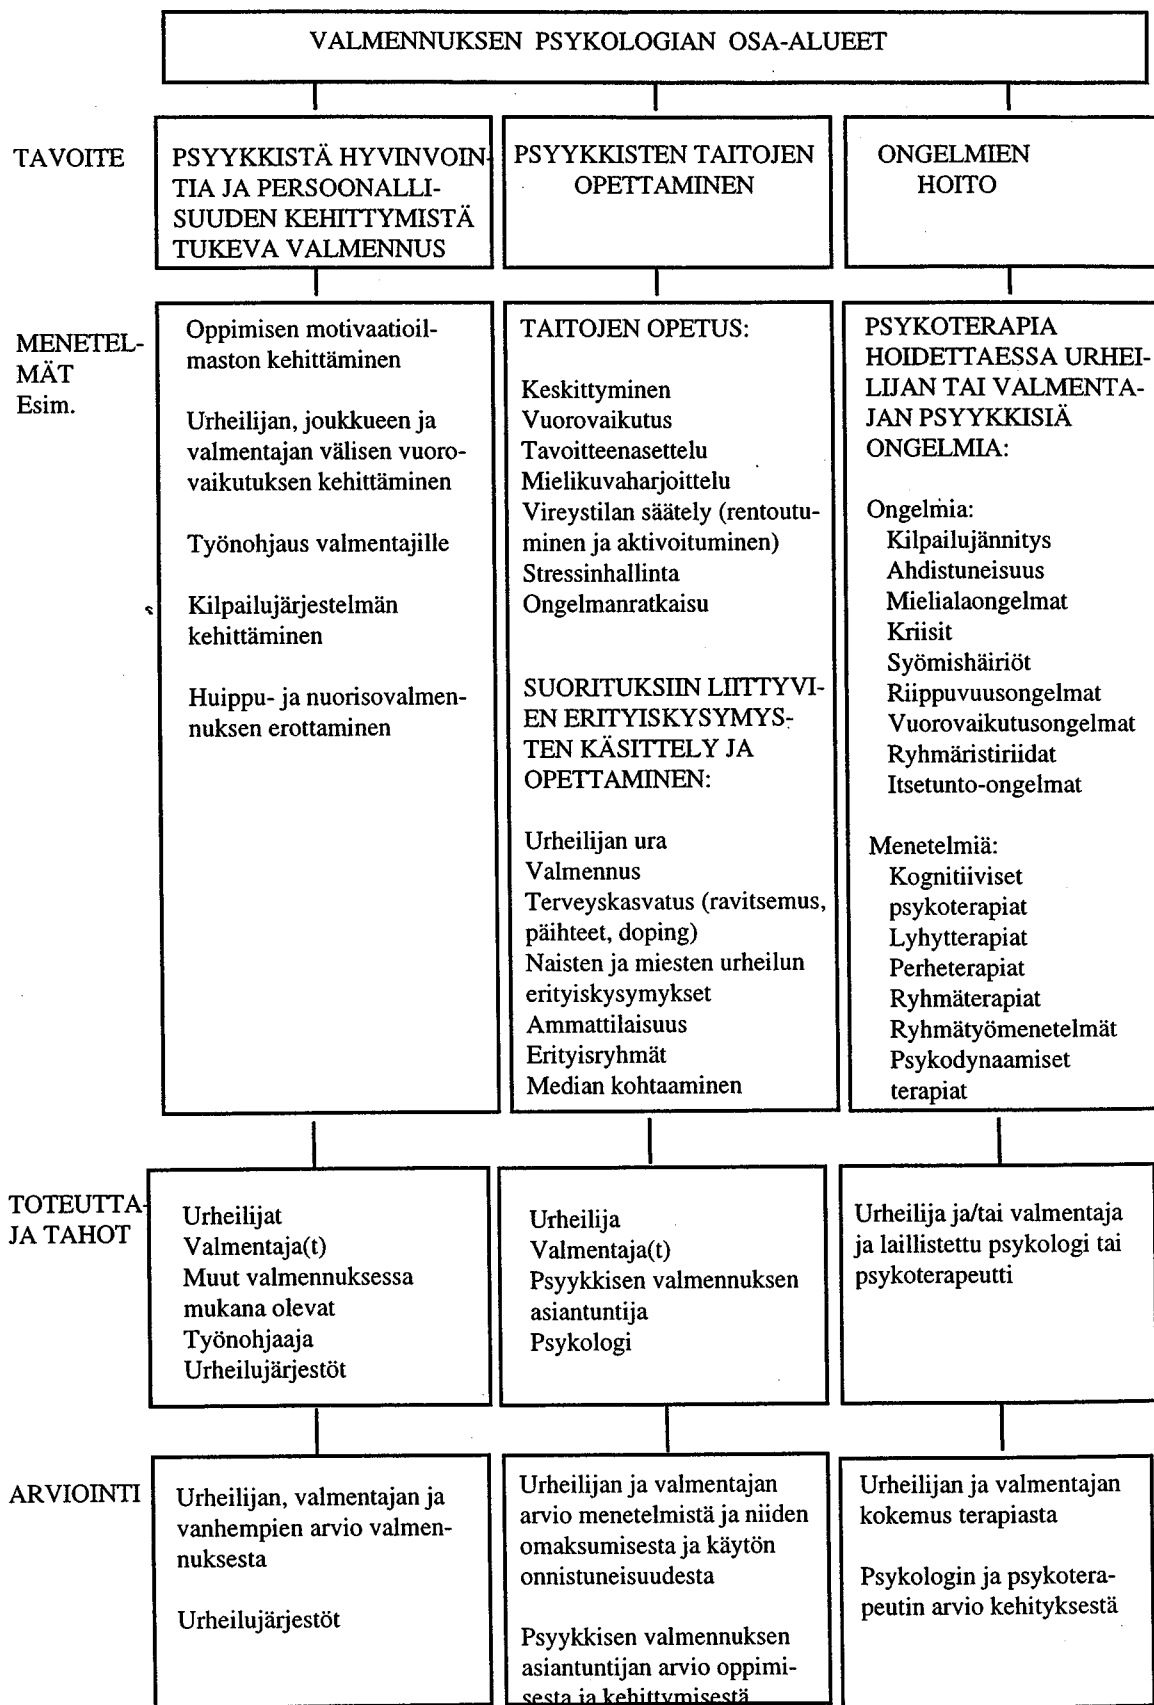 VALMENNUKSEN PSYKOLOGIAN OSA-ALUEET
TAVOITE
PSYYKKISTÄ HYVINVOIN-
TIA JA PERSOONALLI-
SUUDEN KEHITTYMISTÄ
TUKEVA VALMENNUS
PSYYKKISTEN TAITOJEN
OPETTAMINEN
ONGELMIEN
HOITO
MENETEL-
MÄT
Esim.
Oppimisen motivaatioil-
maston kehittäminen
Urheilijan, joukkueen ja
valmentajan välisen vuoro-
vaikutuksen kehittäminen
Työnohjaus valmentajille
Kilpailujärjestelmän
kehittäminen
Huippu- ja nuorisovalmen-
nuksen erottaminen
TAITOJEN OPETUS:
Keskittyminen
Vuorovaikutus
Tavoitteenasettelu
Mielikuvaharjoittelu
Vireystilan säätely (rentoutu-
minen ja aktivoituminen)
Stressinhallinta
Ongelmanratkaisu
SUORITUKSIIN LIITTYVI-
EN ERITYISKYSYMYS-
TEN KÄSITTELY JA
OPETTAMINEN:
Urheilijan ura
Valmennus
Terveyskasvatus (ravitsemus,
päihteet, doping)
Naisten ja miesten urheilun
erityiskysymykset
Ammattilaisuus
Erityisryhmät
Median kohtaaminen
PSYKOTERAPIA
HOIDETTAESSA URHEI-
LIJAN TAI VALMENTA-
JAN PSYYKKISIÄ
ONGELMIA:
Ongelmia:
Kilpailujännitys
Ahdistuneisuus
Mielialaongelmat
Kriisit
Syömishäiriöt
Riippuvuusongelmat
Vuorovaikutusongelmat
Ryhmäristiriidat
Itsetunto-ongelmat
Menetelmiä:
Kognitiiviset
psykoterapiat
Lyhytterapiat
Perheterapiat
Ryhmäterapiat
Ryhmätyömenetelmät
Psykodynaamiset
terapiat
TOTEUTTA-
JA TAHOT
Urheilijat
Valmentaja(t)
Muut valmennuksessa
mukana olevat
Työnohjaaja
Urheilujärjestöt
Urheilija
Valmentaja(t)
Psyykkisen valmennuksen
asiantuntija
Psykologi
Urheilija ja/tai valmentaja
ja laillistettu psykologi tai
psykoterapeutti
ARVIOINTI
Urheilijan, valmentajan ja
vanhempien arvio valmen-
nuksesta
Urheilujärjestöt
Urheilijan ja valmentajan
arvio menetelmistä ja niiden
omaksumisesta ja käytön
onnistuneisuudesta
Psyykkisen valmennuksen
asiantuntijan arvio oppimi-
sesta ja kehittymisestä
Urheilijan ja valmentajan
kokemus terapiasta
Psykologin ja psykotera-
peutin arvio kehityksestä